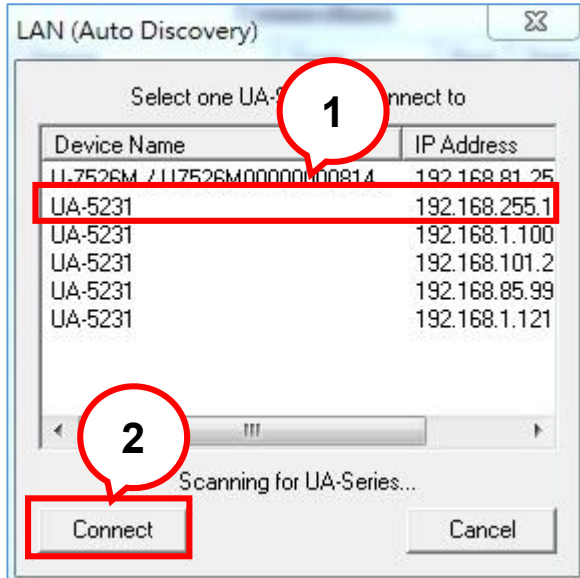 LAN (Auto Discovery)
Select one UA-S nnect to
1
Device Name IP Address
U-7526M / U7526M00000000814... 192.168.81.25
UA-5231 192.168.255.1
UA-5231 192.168.1.100
UA-5231 192.168.101.2
UA-5231 192.168.85.99
UA-5231 192.168.1.121
2
Scanning for UA-Series...
Connect Cancel